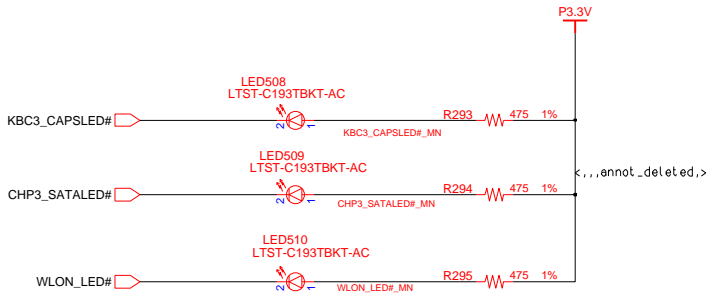 P3.3V
LED508
LTST-C193TBKT-AC
KBC3_CAPSLED#
2
1
KBC3_CAPSLED#_MN
R293
475 1%
<,,,annot_deleted,>
LED509
LTST-C193TBKT-AC
CHP3_SATALED#
2
1
CHP3_SATALED#_MN
R294
475 1%
LED510
LTST-C193TBKT-AC
WLON_LED#
2
1
WLON_LED#_MN
R295
475 1%